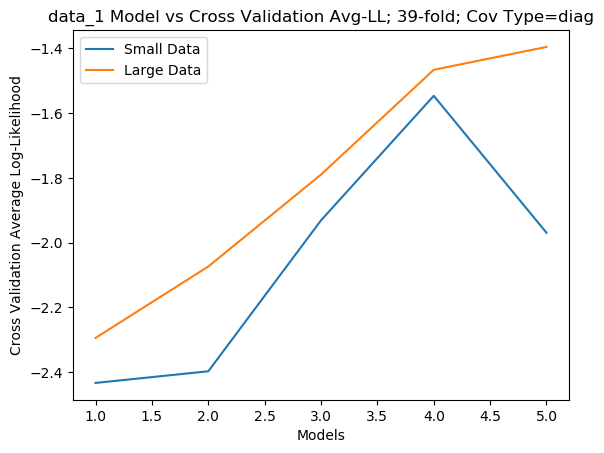 data_1 Model vs Cross Validation Avg-LL; 39-fold; Cov Type=diag
Small Data
Large Data
Cross Validation Average Log-Likelihood
−1.4
−1.6
−1.8
−2.0
−2.2
−2.4
1.0 1.5 2.0 2.5 3.0 3.5 4.0 4.5 5.0
Models